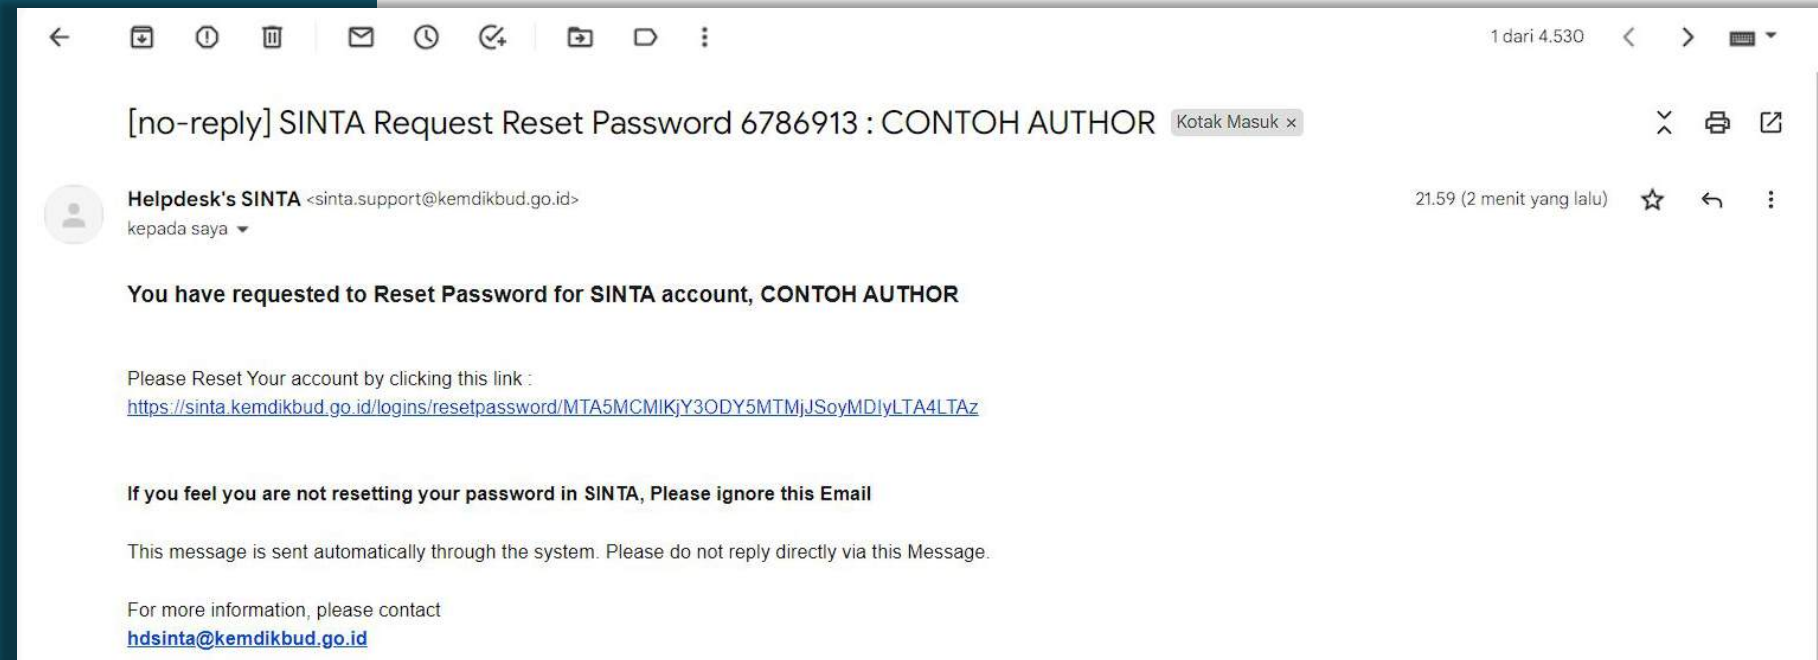 1 dari 4.530
[no-reply] SINTA Request Reset Password 6786913 : CONTOH AUTHOR Kotak Masuk ×
Helpdesk's SINTA <sinta.support@kemdikbud.go.id> 21.59 (2 menit yang lalu)
kepada saya
You have requested to Reset Password for SINTA account, CONTOH AUTHOR
Please Reset Your account by clicking this link :
https://sinta.kemdikbud.go.id/logins/resetpassword/MTA5MCMlKjY3ODY5MTMjJSoyMDIyLTA4LTAz
If you feel you are not resetting your password in SINTA, Please ignore this Email
This message is sent automatically through the system. Please do not reply directly via this Message.
For more information, please contact
hdsinta@kemdikbud.go.id